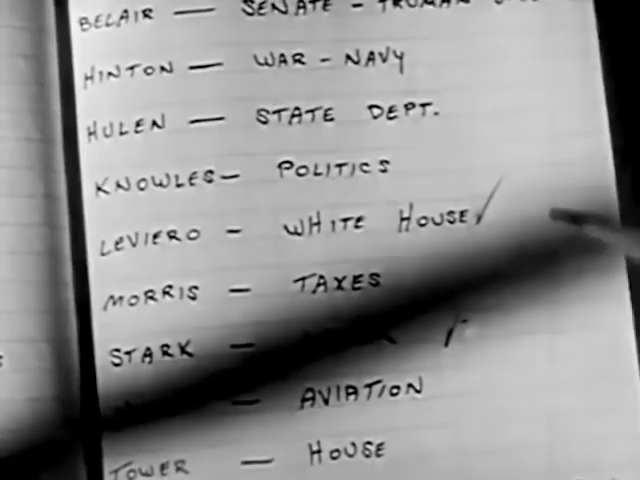 BELAIR — SENATE - TRUMAN
HINTON — WAR - NAVY
HULEN — STATE DEPT.
KNOWLES — POLITICS
LEVIERO - WHITE HOUSE
MORRIS — TAXES
STARK —
— AVIATION
TOWER — HOUSE